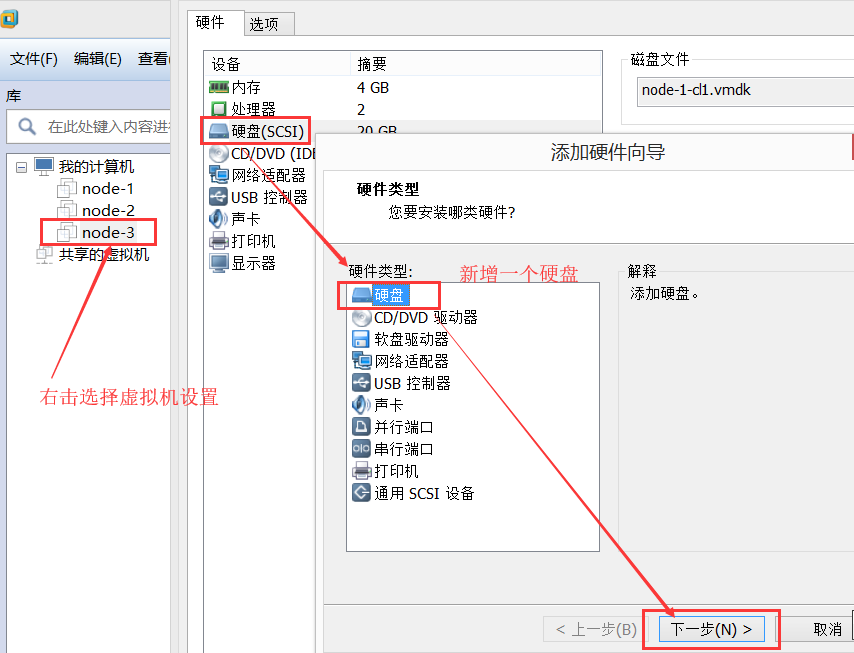 硬件 选项
文件(F) 编辑(E) 查看
设备 摘要
磁盘文件
内存 4 GB
node-1-cl1.vmdk
库
处理器 2
在此处键入内容进行
硬盘(SCSI) 20 GB
CD/DVD (IDE
添加硬件向导
我的计算机
网络适配器
node-1
硬件类型
USB 控制器
node-2
您要安装哪类硬件?
声卡
node-3
打印机
共享的虚拟机
显示器
硬件类型:
新增一个硬盘
解释
硬盘
添加硬盘。
CD/DVD 驱动器
软盘驱动器
网络适配器
USB 控制器
右击选择虚拟机设置
声卡
并行端口
串行端口
打印机
通用 SCSI 设备
< 上一步(B) 下一步(N) > 取消